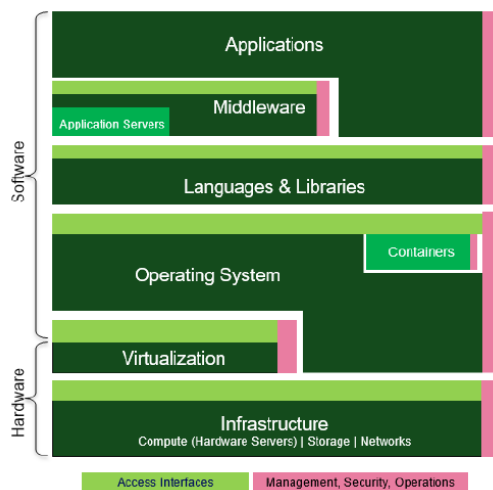 Applications
Middleware
Application Servers
Software
Languages & Libraries
Containers
Operating System
Virtualization
Hardware
Infrastructure
Compute (Hardware Servers) | Storage | Networks
Access Interfaces
Management, Security, Operations